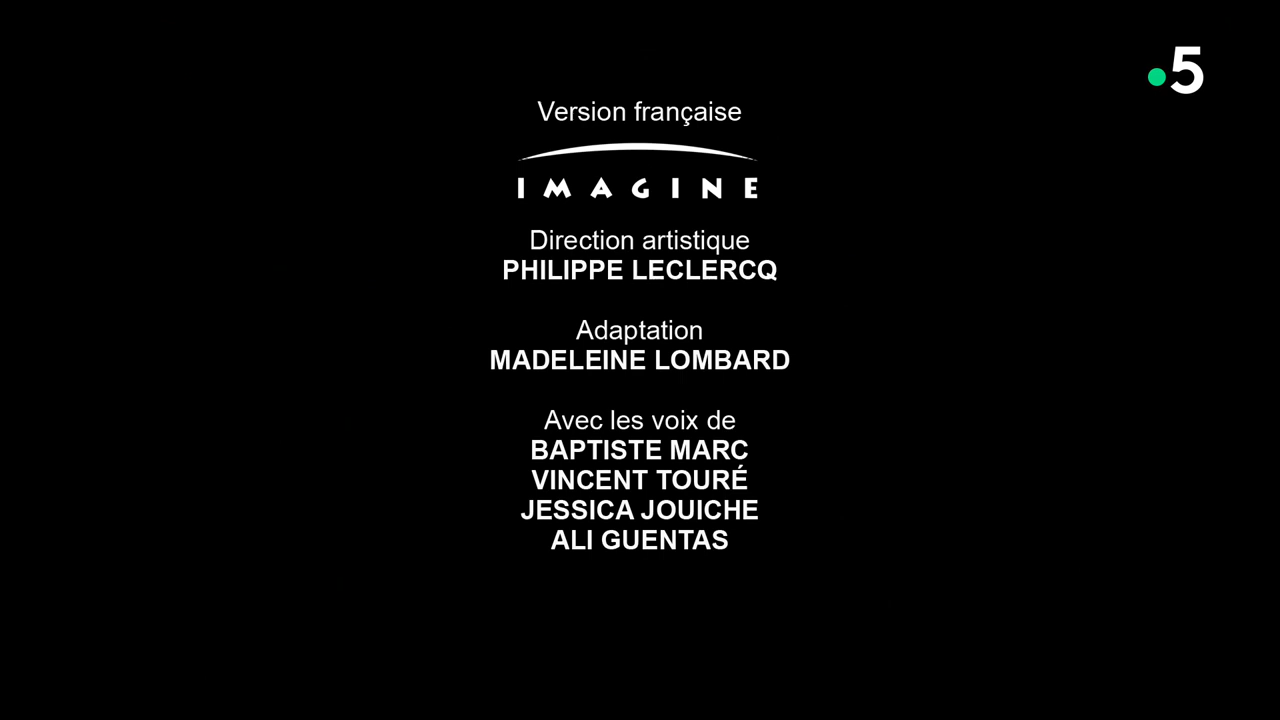 5
Version française
IMAGINE
Direction artistique
PHILIPPE LECLERCQ
Adaptation
MADELEINE LOMBARD
Avec les voix de
BAPTISTE MARC
VINCENT TOURÉ
JESSICA JOUICHE
ALI GUENTAS